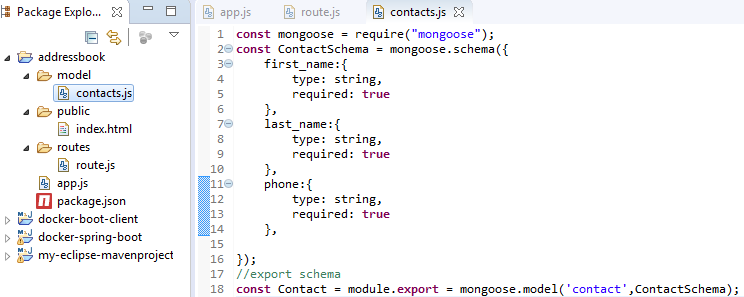 Package Explo...
addressbook
model
contacts.js
public
index.html
routes
route.js
app.js
package.json
docker-boot-client
docker-spring-boot
my-eclipse-mavenproject
app.js
route.js
contacts.js
1 const mongoose = require("mongoose");
2 const ContactSchema = mongoose.schema({
3 first_name:{
4 type: string,
5 required: true
6 },
7 last_name:{
8 type: string,
9 required: true
10 },
11 phone:{
12 type: string,
13 required: true
14 },
15
16 });
17 //export schema
18 const Contact = module.export = mongoose.model('contact',ContactSchema);